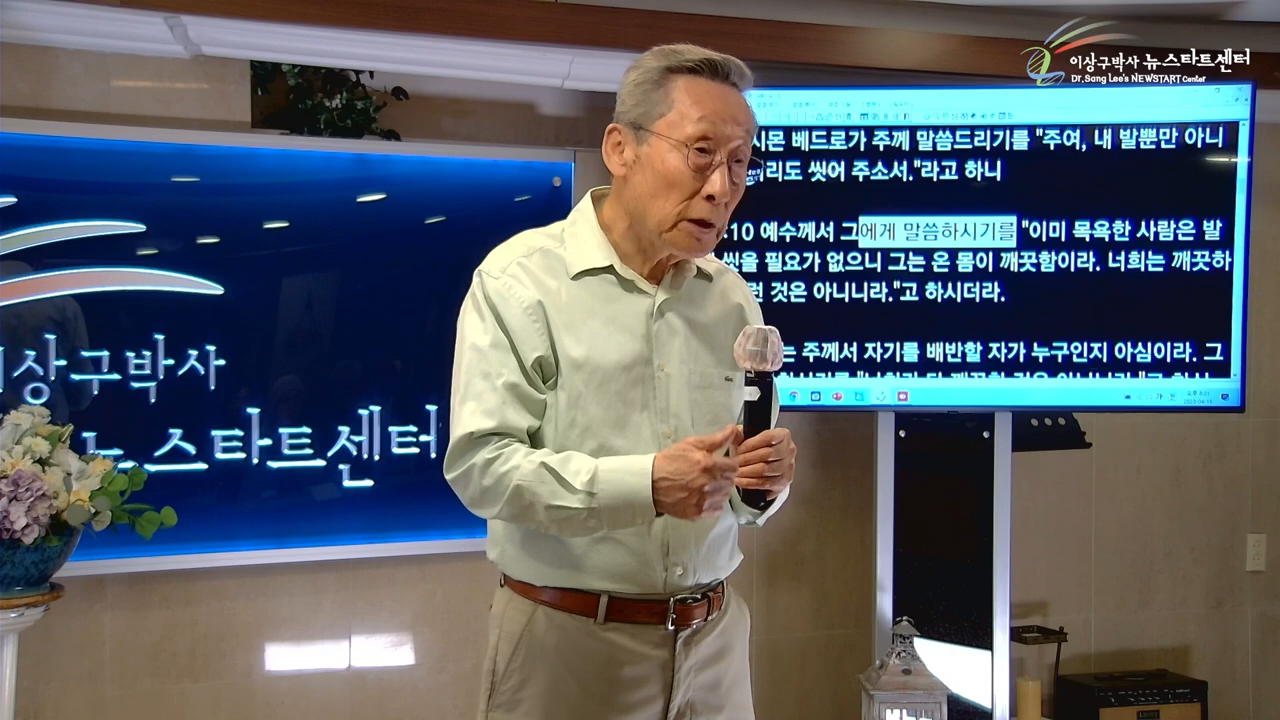 이상구박사 뉴스타트센터
Dr. Sang Lee's NEWSTART Center
시몬 베드로가 주께 말씀드리기를 "주여, 내 발뿐만 아니
리도 씻어 주소서."라고 하니
:10 예수께서 그에게 말씀하시기를 "이미 목욕한 사람은 발
씻을 필요가 없으니 그는 온 몸이 깨끗함이라. 너희는 깨끗하
것은 아니니라."고 하시더라.
는 주께서 자기를 배반할 자가 누구인지 아심이라. 그
이상구박사
뉴스타트센터